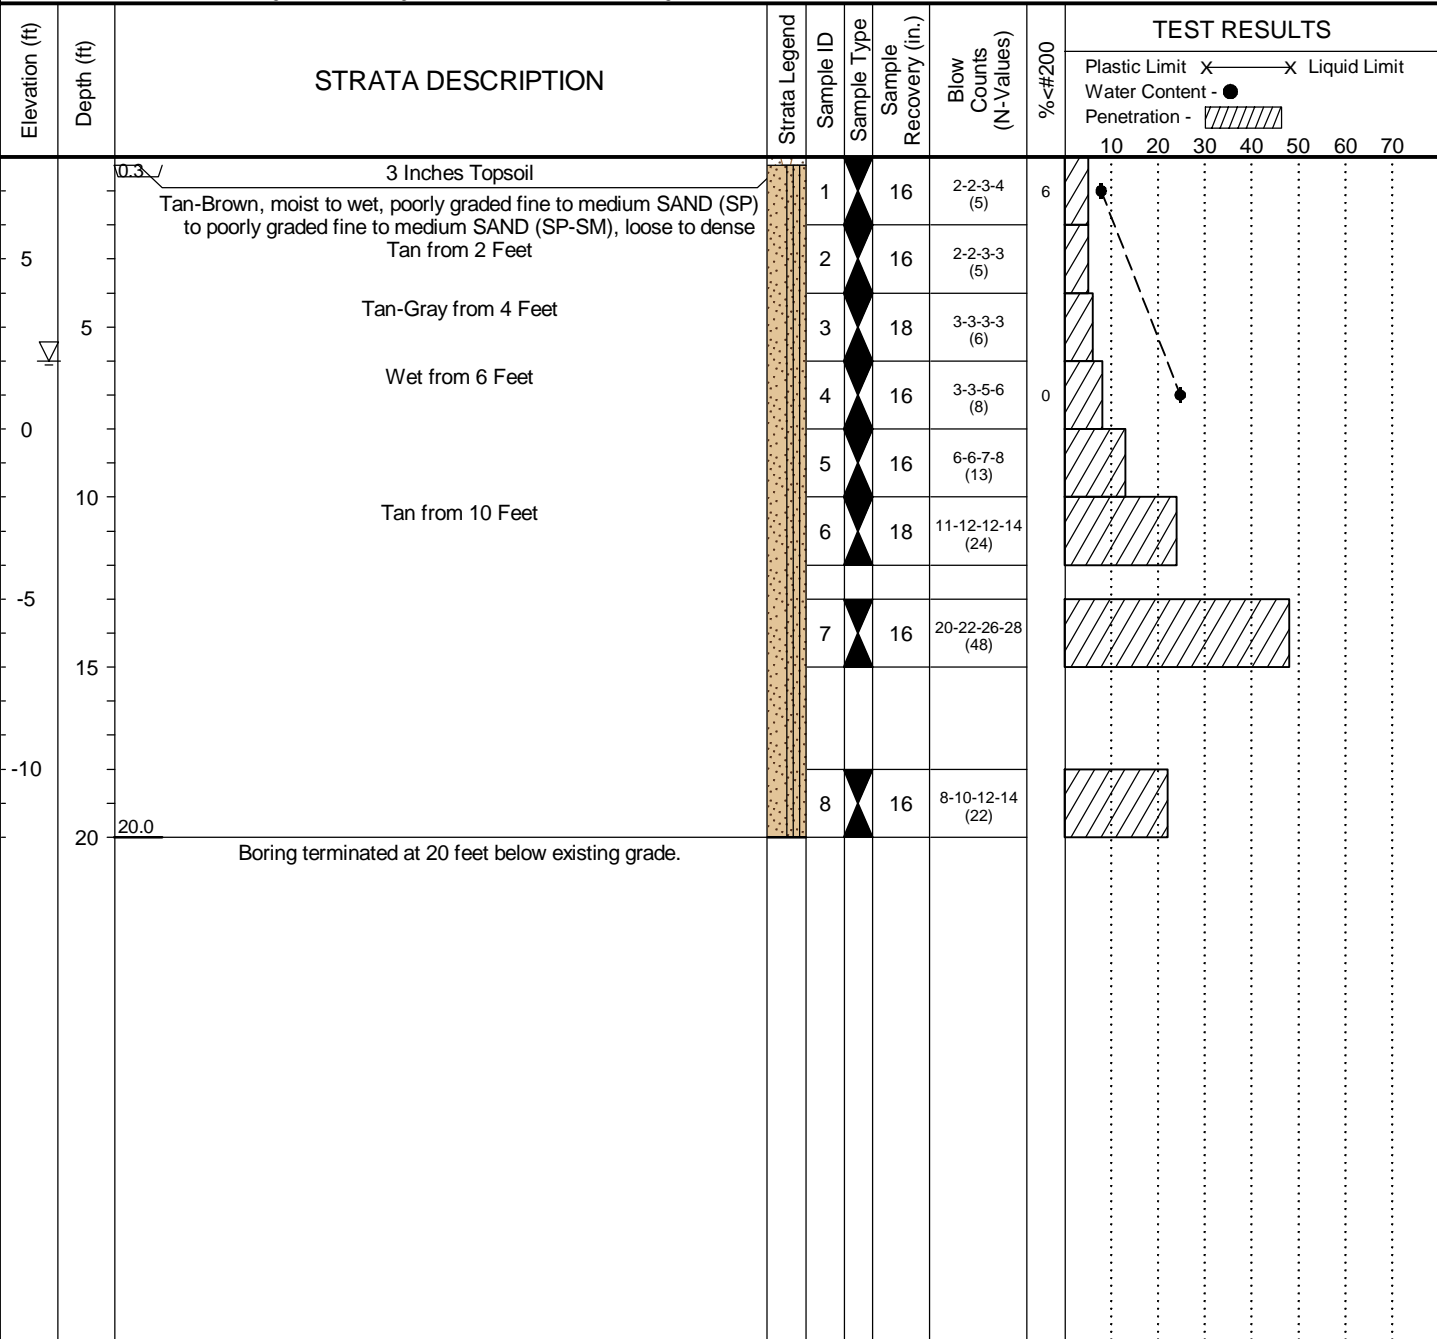 TEST RESULTS
Elevation (ft)
Depth (ft)
STRATA DESCRIPTION
Strata Legend
Sample ID
Sample Type
Sample
Recovery (in.)
Blow
Counts
(N-Values)
%<#200
Plastic Limit X X Liquid Limit
Water Content -
Penetration -
10 20 30 40 50 60 70
0.3
3 Inches Topsoil
1 16 2-2-3-4
(5)
6
Tan-Brown, moist to wet, poorly graded fine to medium SAND (SP)
to poorly graded fine to medium SAND (SP-SM), loose to dense
Tan from 2 Feet
5
2 16 2-2-3-3
(5)
Tan-Gray from 4 Feet
5
3 18 3-3-3-3
(6)
Wet from 6 Feet
4 16 3-3-5-6
(8)
0
0
5 16 6-6-7-8
(13)
10
Tan from 10 Feet
6 18 11-12-12-14
(24)
-5
7 16 20-22-26-28
(48)
15
-10
8 16 8-10-12-14
(22)
20
20.0
Boring terminated at 20 feet below existing grade.